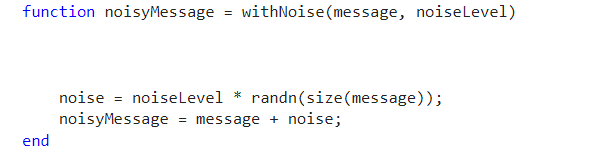 function noisyMessage = withNoise(message, noiseLevel)
noise = noiseLevel * randn(size(message));
noisyMessage = message + noise;
end